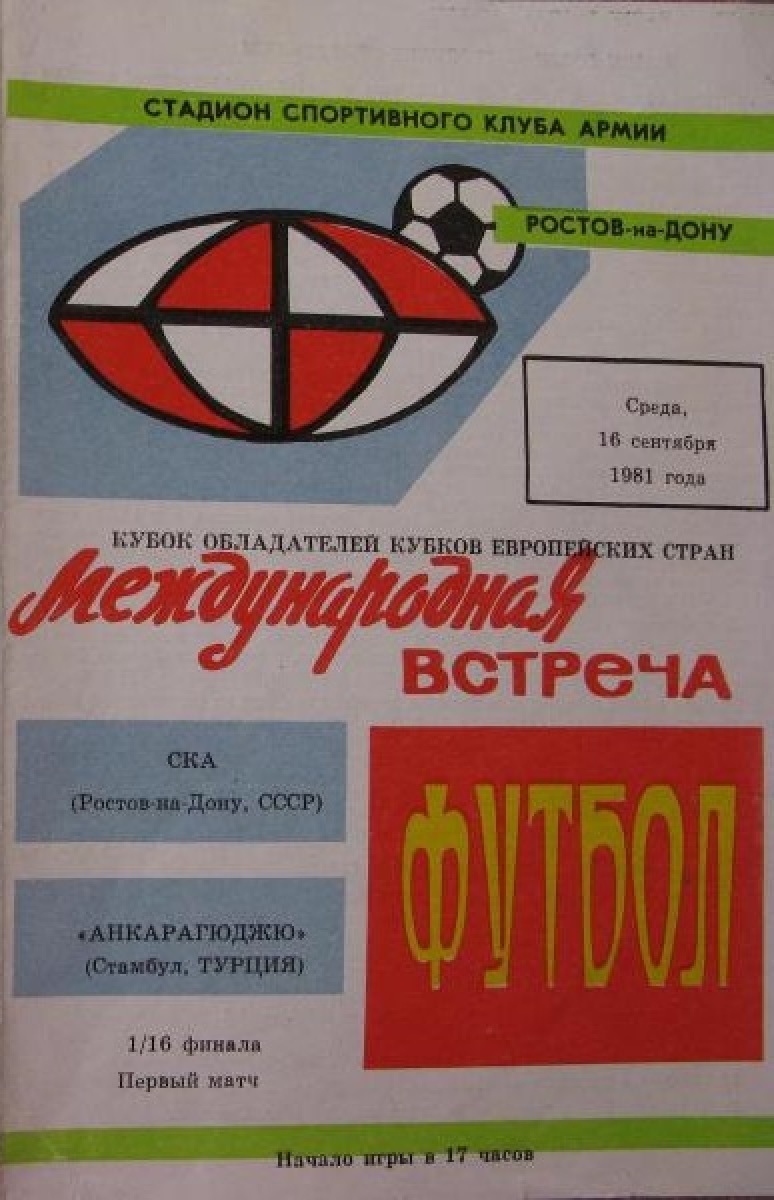 СТАДИОН СПОРТИВНОГО КЛУБА АРМИИ
РОСТОВ-на-ДОНУ
Среда,
16 сентября
1981 года
КУБОК ОБЛАДАТЕЛЕЙ КУБКОВ ЕВРОПЕЙСКИХ СТРАН
Международная
ВСТРеЧА
СКА
(Ростов-на-Дону, СССР)
«АНКАРАГЮДЖЮ»
(Стамбул, ТУРЦИЯ)
ФУТБОЛ
1/16 финала
Первый матч
Начало игры в 17 часов